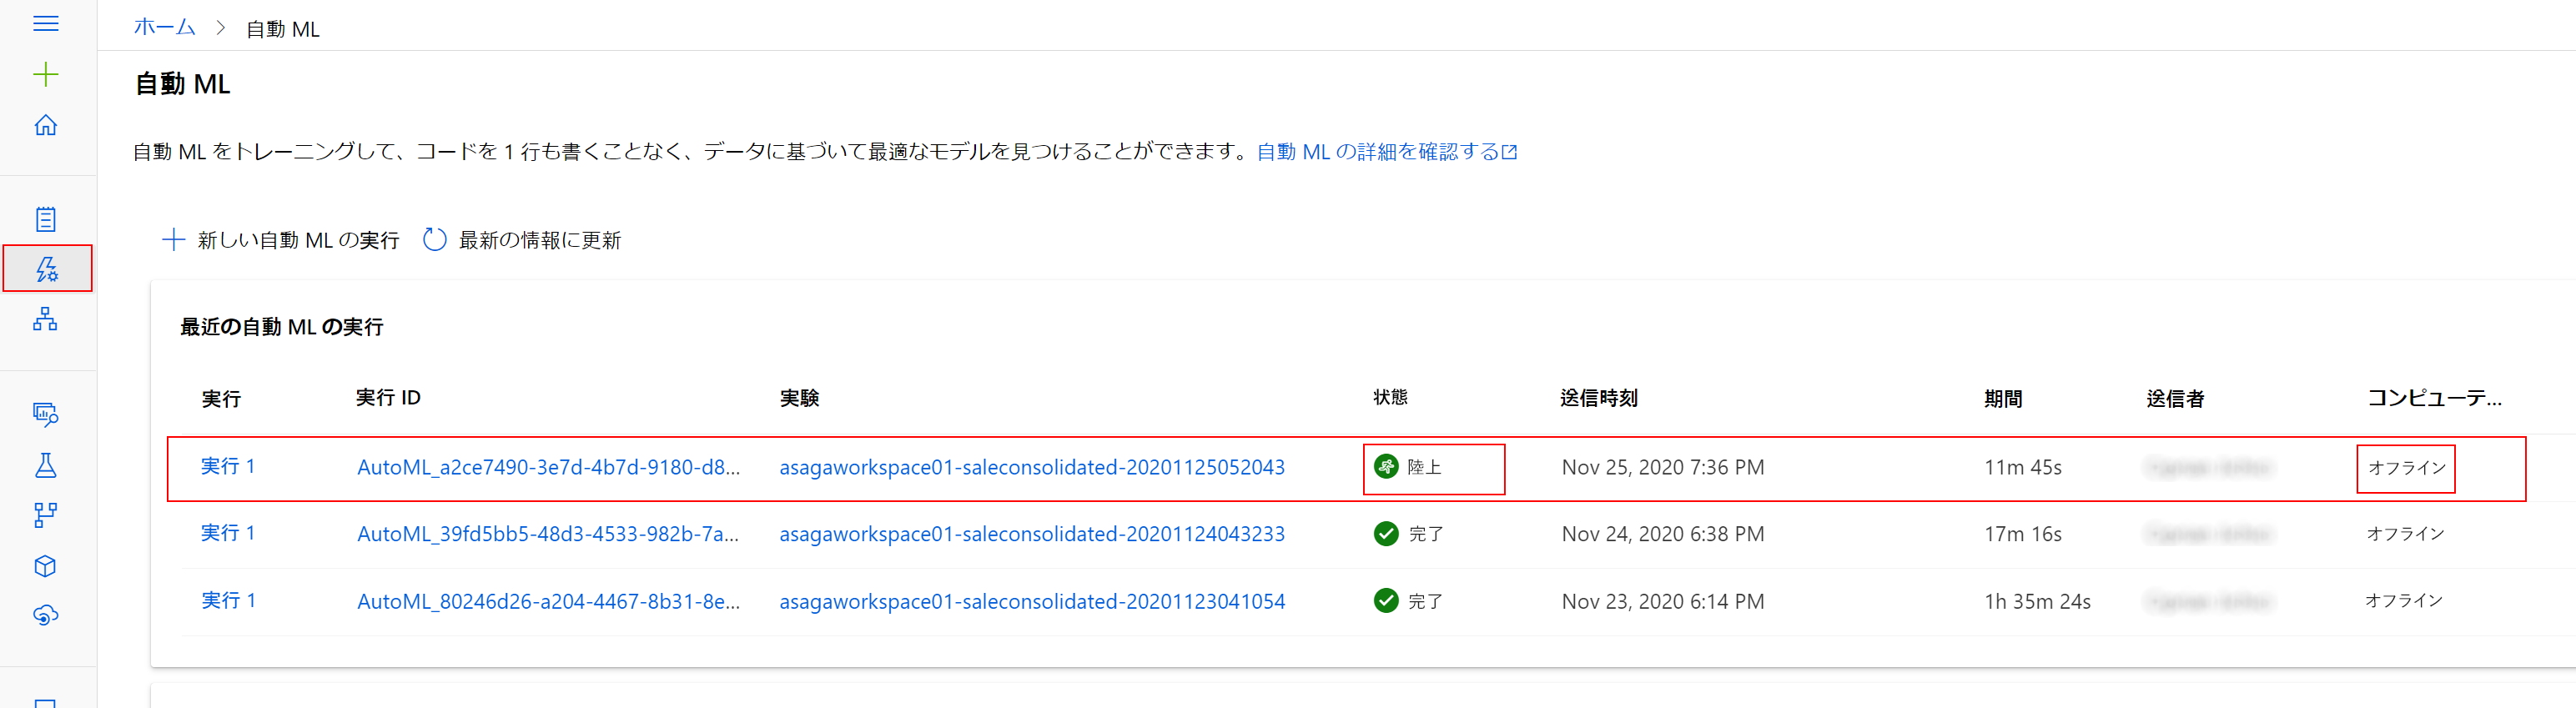 ホーム > 自動 ML
自動 ML
自動 ML をトレーニングして、コードを 1 行も書くことなく、データに基づいて最適なモデルを見つけることができます。自動 ML の詳細を確認する
新しい自動 ML の実行 最新の情報に更新
最近の自動 ML の実行
実行 実行 ID 実験 状態 送信時刻 期間 送信者 コンピューテ...
実行 1 AutoML_a2ce7490-3e7d-4b7d-9180-d8... asagaworkspace01-saleconsolidated-20201125052043 陸上 Nov 25, 2020 7:36 PM 11m 45s オフライン
実行 1 AutoML_39fd5bb5-48d3-4533-982b-7a... asagaworkspace01-saleconsolidated-20201124043233 完了 Nov 24, 2020 6:38 PM 17m 16s オフライン
実行 1 AutoML_80246d26-a204-4467-8b31-8e... asagaworkspace01-saleconsolidated-20201123041054 完了 Nov 23, 2020 6:14 PM 1h 35m 24s オフライン